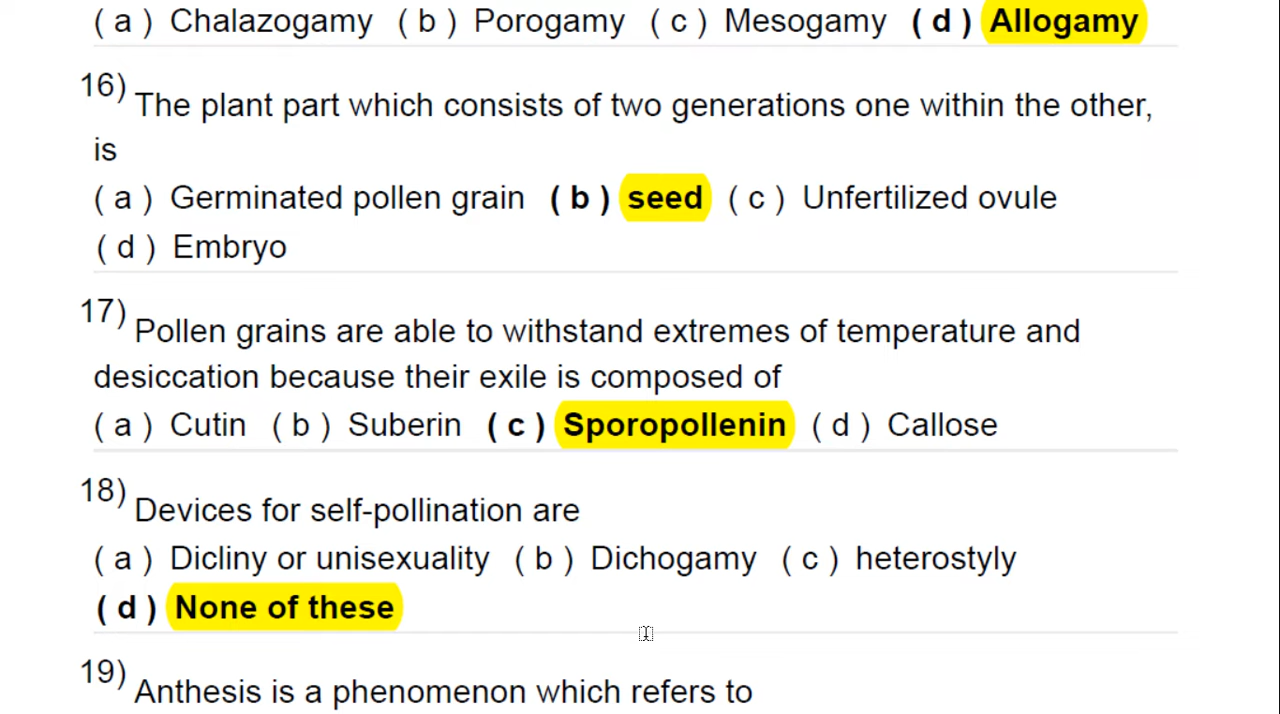 ( a ) Chalazogamy ( b ) Porogamy ( c ) Mesogamy ( d ) Allogamy
16) The plant part which consists of two generations one within the other,
is
( a ) Germinated pollen grain ( b ) seed ( c ) Unfertilized ovule
( d ) Embryo
17) Pollen grains are able to withstand extremes of temperature and
desiccation because their exile is composed of
( a ) Cutin ( b ) Suberin ( c ) Sporopollenin ( d ) Callose
18) Devices for self-pollination are
( a ) Dicliny or unisexuality ( b ) Dichogamy ( c ) heterostyly
( d ) None of these
19) Anthesis is a phenomenon which refers to